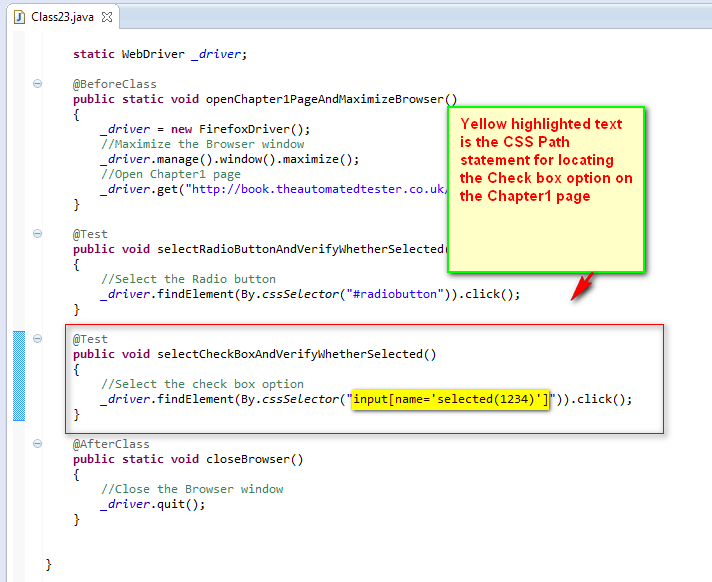 Class23.java
static WebDriver _driver;
@BeforeClass
public static void openChapter1PageAndMaximizeBrowser()
{
_driver = new FirefoxDriver();
//Maximize the Browser window
_driver.manage().window().maximize();
//Open Chapter1 page
_driver.get("http://book.theautomatedtester.co.uk/
}
@Test
public void selectRadioButtonAndVerifyWhetherSelected(
{
//Select the Radio button
_driver.findElement(By.cssSelector("#radiobutton")).click();
}
@Test
public void selectCheckBoxAndVerifyWhetherSelected()
{
//Select the check box option
_driver.findElement(By.cssSelector("input[name='selected(1234)']")).click();
}
@AfterClass
public static void closeBrowser()
{
//Close the Browser window
_driver.quit();
}
}
Yellow highlighted text
is the CSS Path
statement for locating
the Check box option on
the Chapter1 page